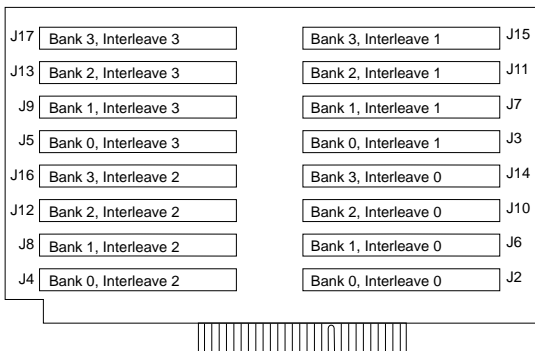 J17 Bank 3, Interleave 3 Bank 3, Interleave 1 J15
J13 Bank 2, Interleave 3 Bank 2, Interleave 1 J11
J9 Bank 1, Interleave 3 Bank 1, Interleave 1 J7
J5 Bank 0, Interleave 3 Bank 0, Interleave 1 J3
J16 Bank 3, Interleave 2 Bank 3, Interleave 0 J14
J12 Bank 2, Interleave 2 Bank 2, Interleave 0 J10
J8 Bank 1, Interleave 2 Bank 1, Interleave 0 J6
J4 Bank 0, Interleave 2 Bank 0, Interleave 0 J2